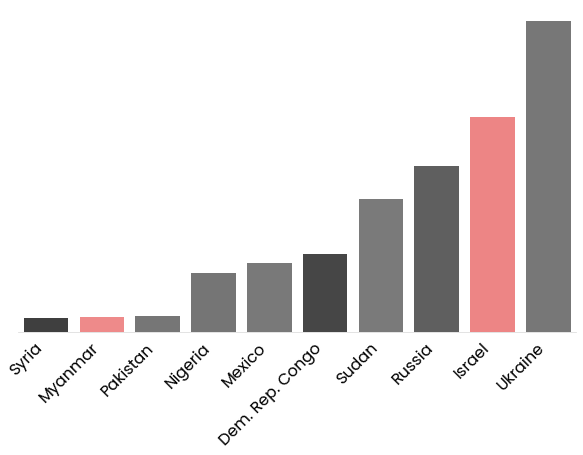 Syria
Myanmar
Pakistan
Nigeria
Mexico
Dem. Rep. Congo
Sudan
Russia
Israel
Ukraine